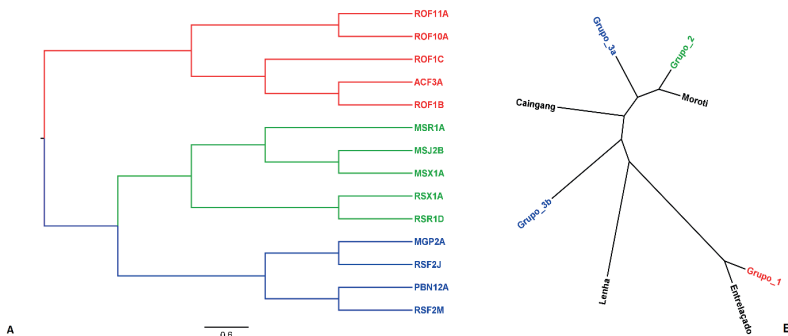 ROF11A
ROF10A
ROF1C
ACF3A
ROF1B
MSR1A
MSJ2B
MSX1A
RSX1A
RSR1D
MGP2A
RSF2J
PBN12A
RSF2M
0.6
A
Grupo_3a
Grupo_2
Moroti
Caingang
Grupo_3b
Lenha
Grupo_1
Entrelaçado
B